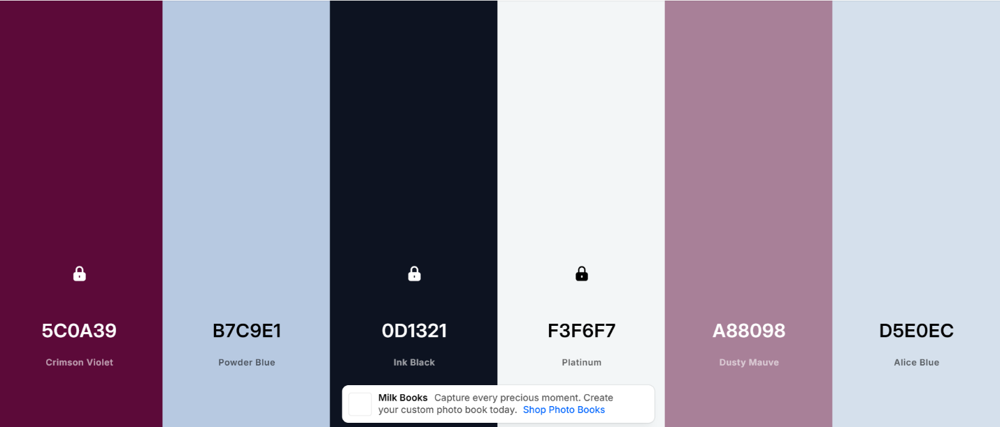 5C0A39
Crimson Violet
B7C9E1
Powder Blue
0D1321
Ink Black
F3F6F7
Platinum
A88098
Dusty Mauve
D5E0EC
Alice Blue
Milk Books Capture every precious moment. Create
your custom photo book today. Shop Photo Books